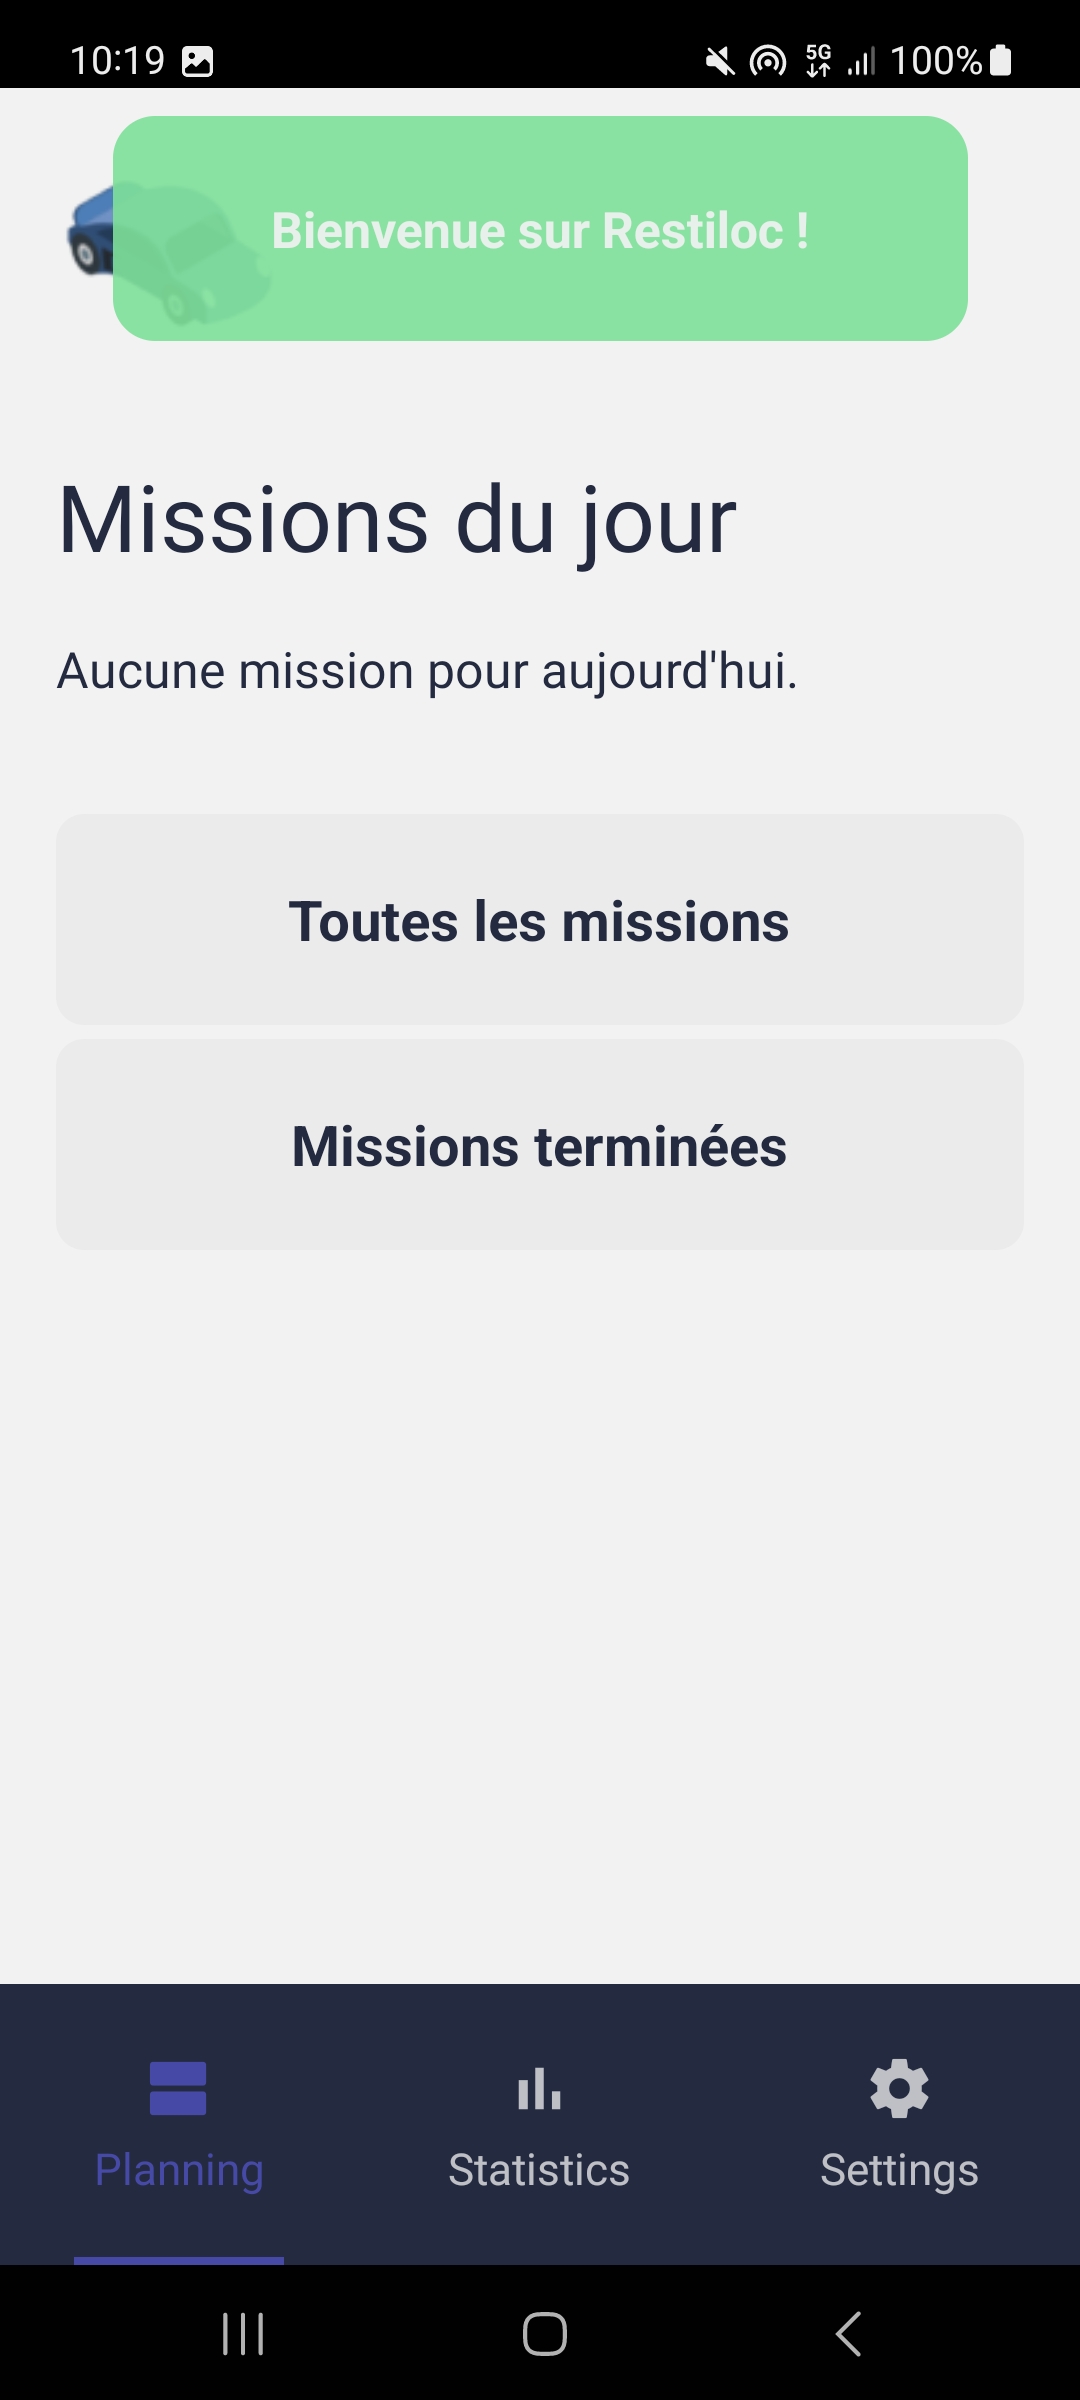 10:19 5G 100%
Bienvenue sur Restiloc !
Missions du jour
Aucune mission pour aujourd'hui.
Toutes les missions
Missions terminées
Planning Statistics Settings